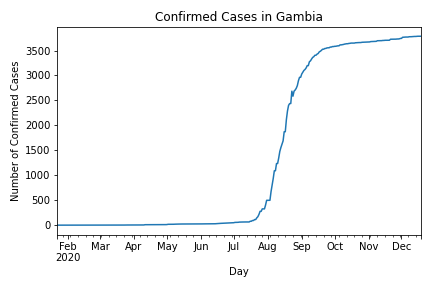 Confirmed Cases in Gambia
Number of Confirmed Cases
3500
3000
2500
2000
1500
1000
500
0
Feb Mar Apr May Jun Jul Aug Sep Oct Nov Dec
2020
Day